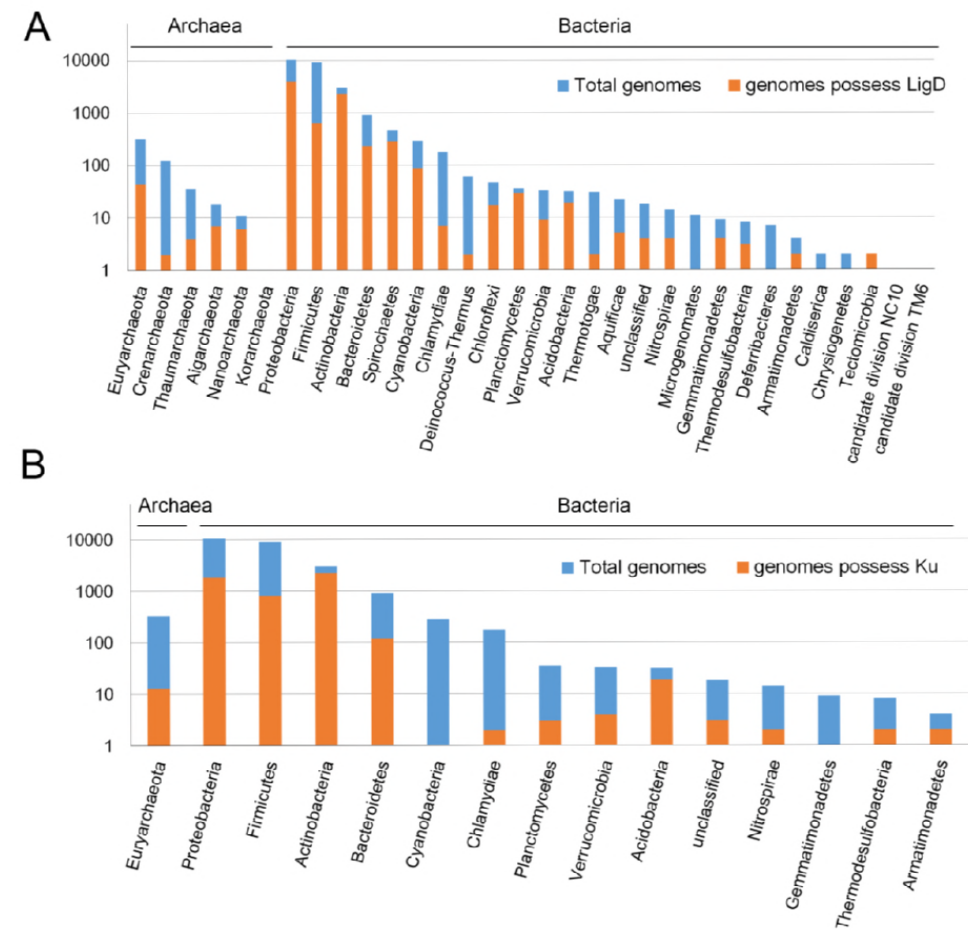 A
Archaea
Bacteria
Total genomes
genomes possess LigD
10000
1000
100
10
1
Euryarchaeota
Crenarchaeota
Thaumarchaeota
Aigarchaeota
Nanoarchaeota
Korarchaeota
Proteobacteria
Firmicutes
Actinobacteria
Bacteroidetes
Spirochaetes
Cyanobacteria
Chlamydiae
Deinococcus-Thermus
Chloroflexi
Planctomycetes
Verrucomicrobia
Acidobacteria
Thermotogae
Aquificae
unclassified
Nitrospirae
Microgenomates
Gemmatimonadetes
Thermodesulfobacteria
Deferribacteres
Armatimonadetes
Caldiserica
Chrysiogenetes
Tectomicrobia
candidate division NC10
candidate division TM6
B
Archaea
Bacteria
Total genomes
genomes possess Ku
10000
1000
100
10
1
Euryarchaeota
Proteobacteria
Firmicutes
Actinobacteria
Bacteroidetes
Cyanobacteria
Chlamydiae
Planctomycetes
Verrucomicrobia
Acidobacteria
unclassified
Nitrospirae
Gemmatimonadetes
Thermodesulfobacteria
Armatimonadetes